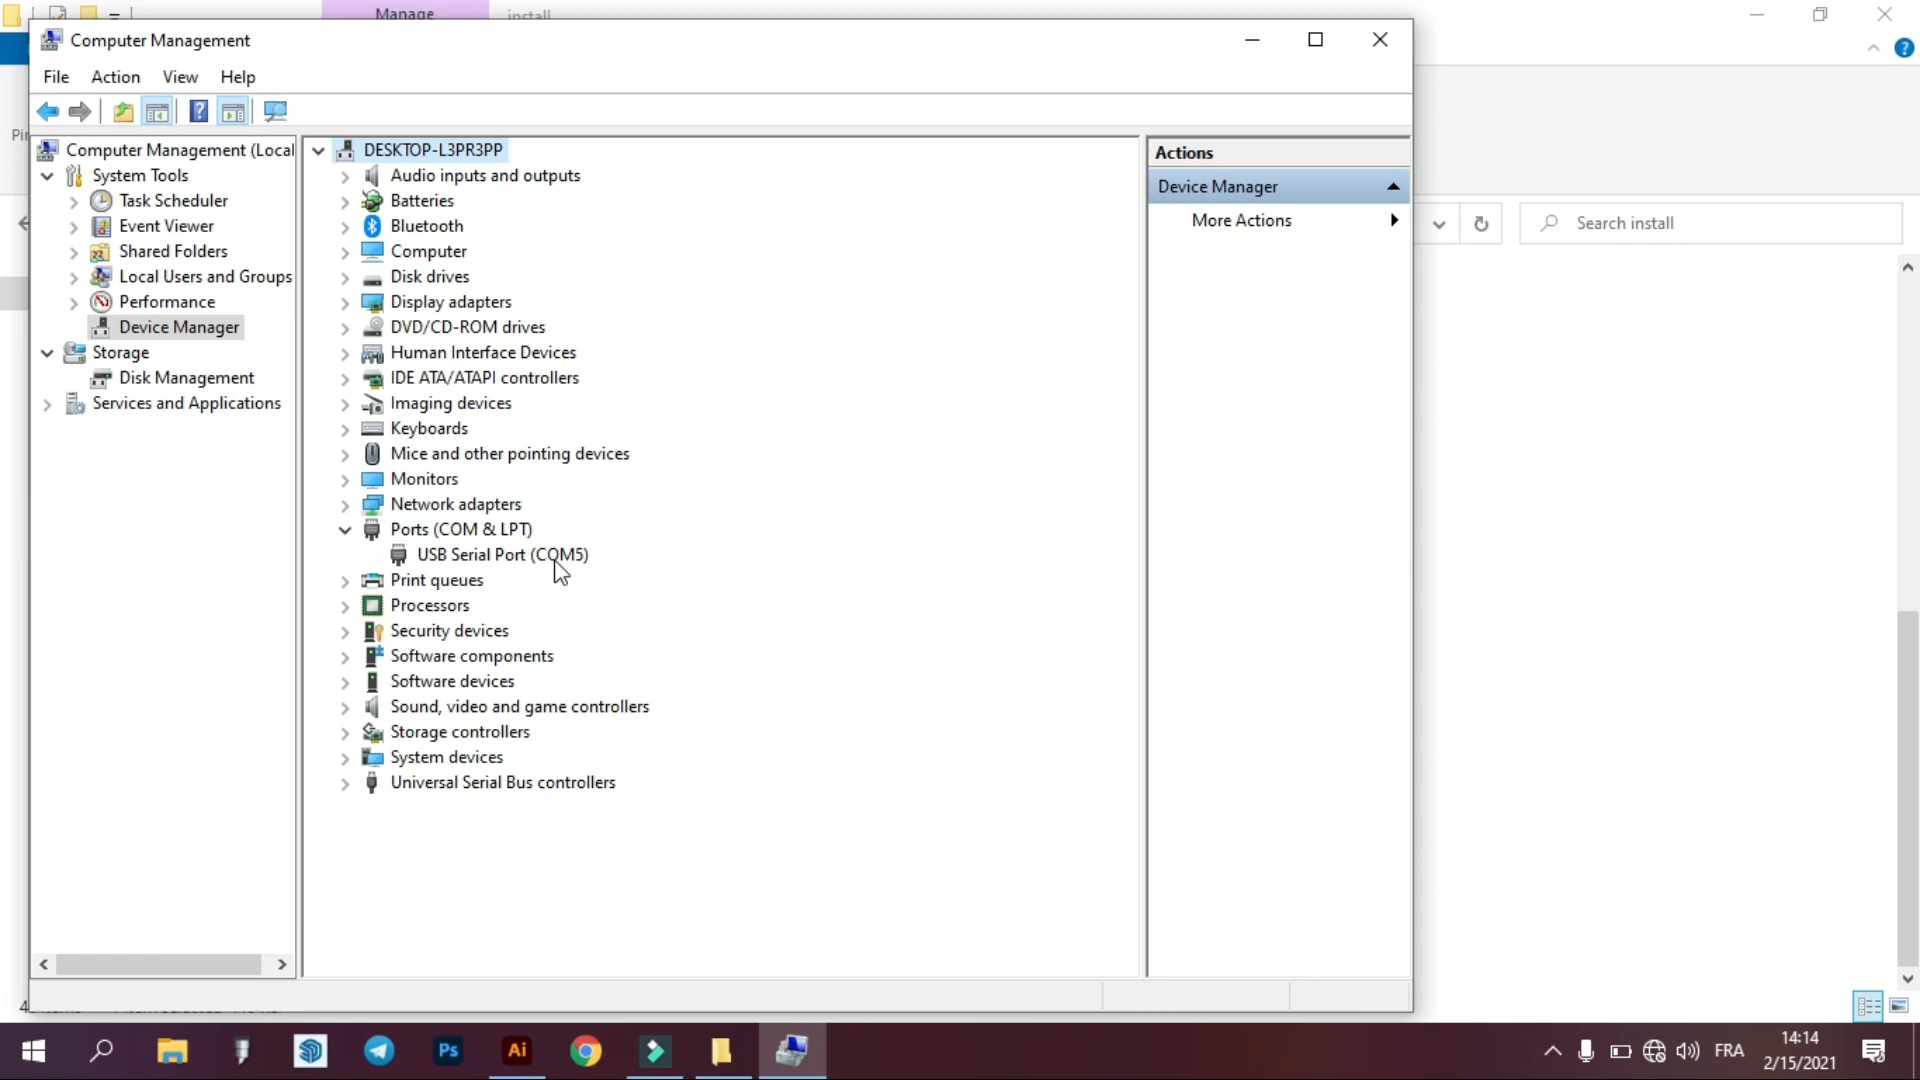 Manage
install
Computer Management
File Action View Help
Computer Management (Local
System Tools
Task Scheduler
Event Viewer
Shared Folders
Local Users and Groups
Performance
Device Manager
Storage
Disk Management
Services and Applications
DESKTOP-L3PR3PP
Audio inputs and outputs
Batteries
Bluetooth
Computer
Disk drives
Display adapters
DVD/CD-ROM drives
Human Interface Devices
IDE ATA/ATAPI controllers
Imaging devices
Keyboards
Mice and other pointing devices
Monitors
Network adapters
Ports (COM & LPT)
USB Serial Port (COM5)
Print queues
Processors
Security devices
Software components
Software devices
Sound, video and game controllers
Storage controllers
System devices
Universal Serial Bus controllers
Actions
Device Manager
More Actions
Search install
Ps
Ai
FRA
14:14
2/15/2021